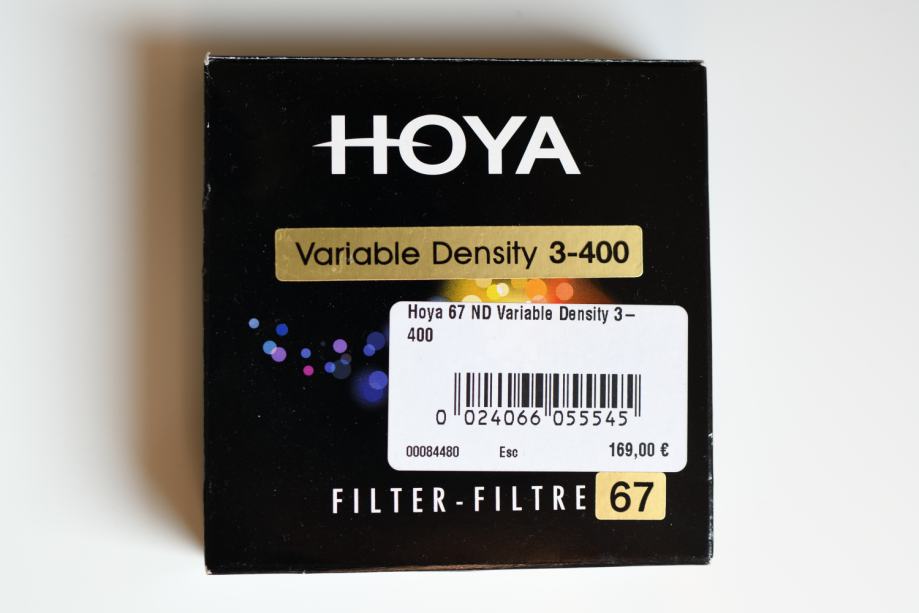 HOYA
Variable Density 3-400
Hoya 67 ND Variable Density 3-
400
0 024066 055545
00084480 Esc 169,00 €
FILTER-FILTRE 67